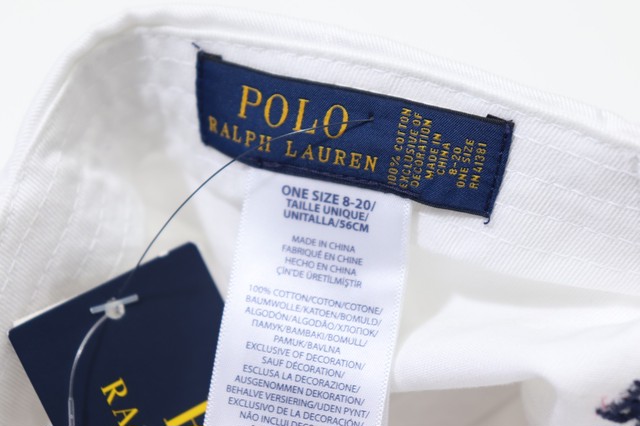 POLO
RALPH LAUREN
100% COTTON
EXCLUSIVE OF
DECORATION
MADE IN
CHINA
8-20
ONE SIZE
RN 41381
ONE SIZE 8-20/
TAILLE UNIQUE/
UNITALLA/56CM
MADE IN CHINA
FABRIQUÉ EN CHINE
HECHO EN CHINA
ÇİN'DE ÜRETİLMİŞTİR
100% COTTON/COTON/COTONE/
BAUMWOLLE/KATOEN/BOMULD/
ALGODÓN/ALGODÃO/ΧΛΟΠΟΚ/
ПАМУК/BAMBAKI/BOMULL/
PAMUK/BAVLNA
EXCLUSIVE OF DECORATION/
SAUF DÉCORATION/
ESCLUSA LA DECORAZIONE/
AUSGENOMMEN DEKORATION/
BEHALVE VERSIERING/UDEN PYNT/
EXCLUSIVO DE LA DECORACIÓN/
NÃO INCLUI DECOR
P
RA